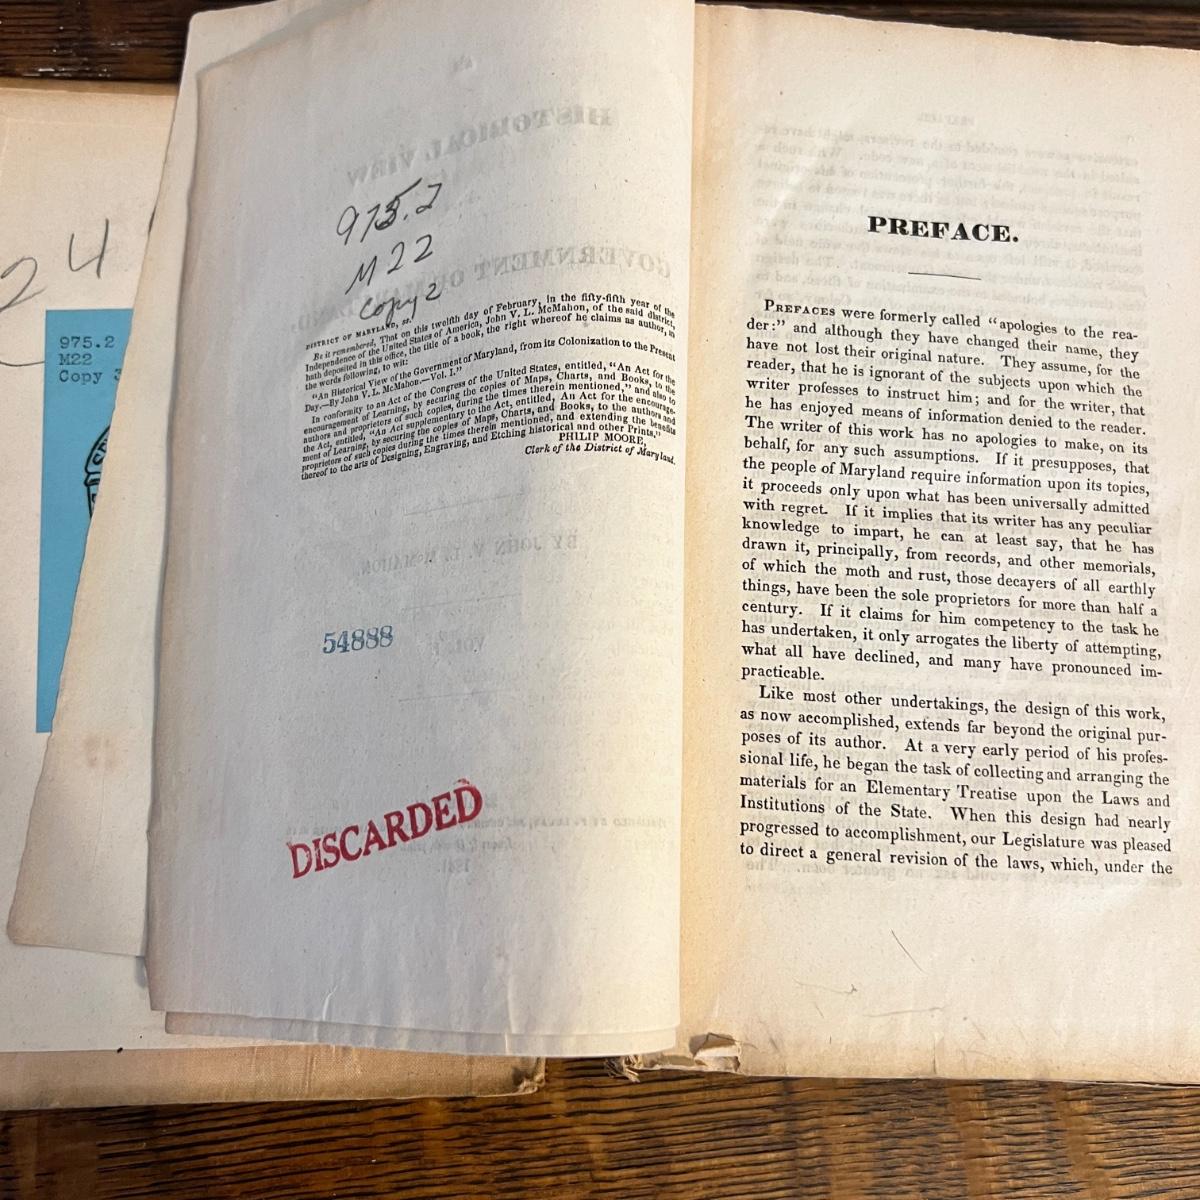 24
975.2
M22
Copy 3
HISTORICAL VIEW
GOVERNMENT OF MARYLAND
975.2
M22
Copy 2
DISTRICT OF MARYLAND, ss.
Be it remembered, That on this twelfth day of February, in the fifty-fifth year of the
Independence of the United States of America, John V. L. McMahon, of the said district,
hath deposited in this office, the title of a book, the right whereof he claims as author, in
the words following, to wit:
"An Historical View of the Government of Maryland, from its Colonization to the Present
Day.—By John V. L. McMahon.—Vol. I."
In conformity to an Act of the Congress of the United States, entitled, "An Act for the
encouragement of Learning, by securing the copies of Maps, Charts, and Books, to the
authors and proprietors of such copies, during the times therein mentioned," and also to
the Act, entitled, "An Act supplementary to the Act, entitled, An Act for the encourage-
ment of Learning, by securing the copies of Maps, Charts, and Books, to the authors and
proprietors of such copies during the times therein mentioned, and extending the benefits
thereof to the arts of Designing, Engraving, and Etching historical and other Prints."
PHILIP MOORE,
Clerk of the District of Maryland.
BY JOHN V. L. McMAHON.
VOL. I.
54888
DISCARDED
PREFACE.
PREFACES were formerly called "apologies to the rea-
der:" and although they have changed their name, they
have not lost their original nature. They assume, for the
reader, that he is ignorant of the subjects upon which the
writer professes to instruct him; and for the writer, that
he has enjoyed means of information denied to the reader.
The writer of this work has no apologies to make, on its
behalf, for any such assumptions. If it presupposes, that
the people of Maryland require information upon its topics,
it proceeds only upon what has been universally admitted
with regret. If it implies that its writer has any peculiar
knowledge to impart, he can at least say, that he has
drawn it, principally, from records, and other memorials,
of which the moth and rust, those decayers of all earthly
things, have been the sole proprietors for more than half a
century. If it claims for him competency to the task he
has undertaken, it only arrogates the liberty of attempting,
what all have declined, and many have pronounced im-
practicable.
Like most other undertakings, the design of this work,
as now accomplished, extends far beyond the original pur-
poses of its author. At a very early period of his profes-
sional life, he began the task of collecting and arranging the
materials for an Elementary Treatise upon the Laws and
Institutions of the State. When this design had nearly
progressed to accomplishment, our Legislature was pleased
to direct a general revision of the laws, which, under the